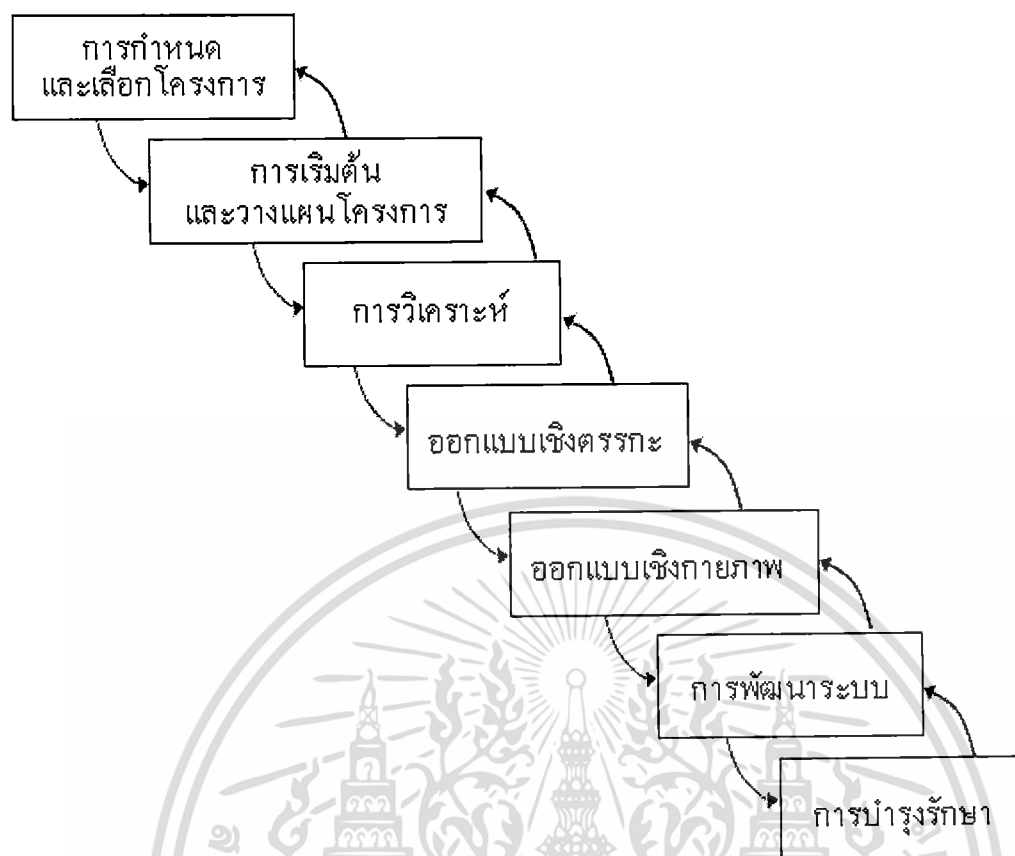 การกำหนด
และเลือกโครงการ
การเริ่มต้น
และวางแผนโครงการ
การวิเคราะห์
ออกแบบเชิงตรรกะ
ออกแบบเชิงกายภาพ
การพัฒนาระบบ
การบำรุงรักษา